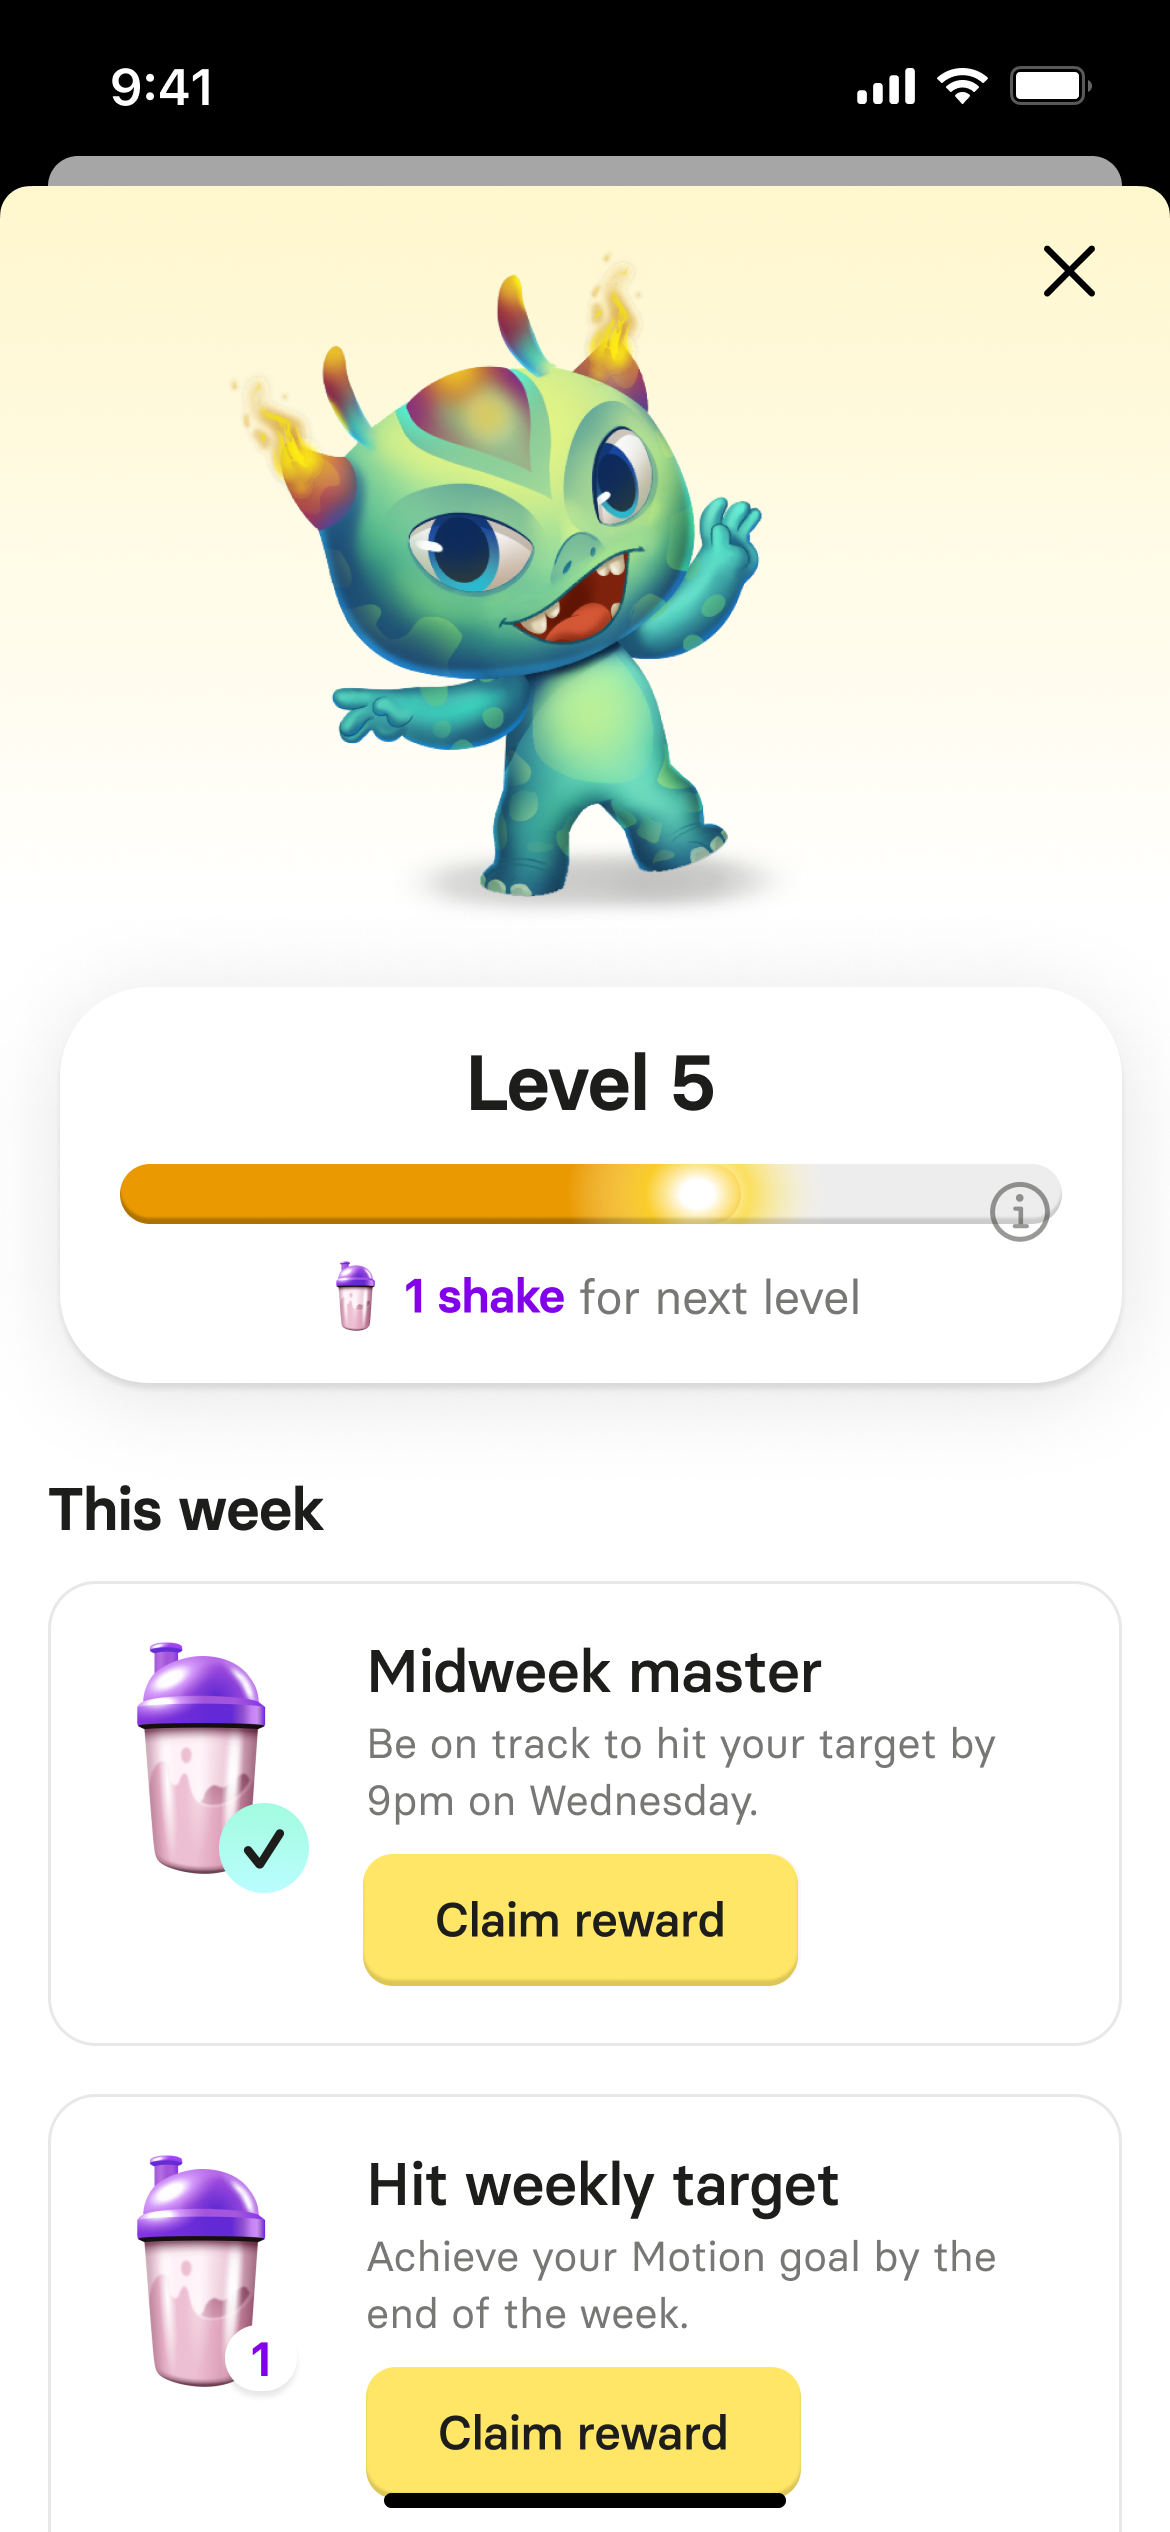 9:41
Level 5
1 shake for next level
This week
Midweek master
Be on track to hit your target by
9pm on Wednesday.
Claim reward
Hit weekly target
Achieve your Motion goal by the
end of the week.
1
Claim reward